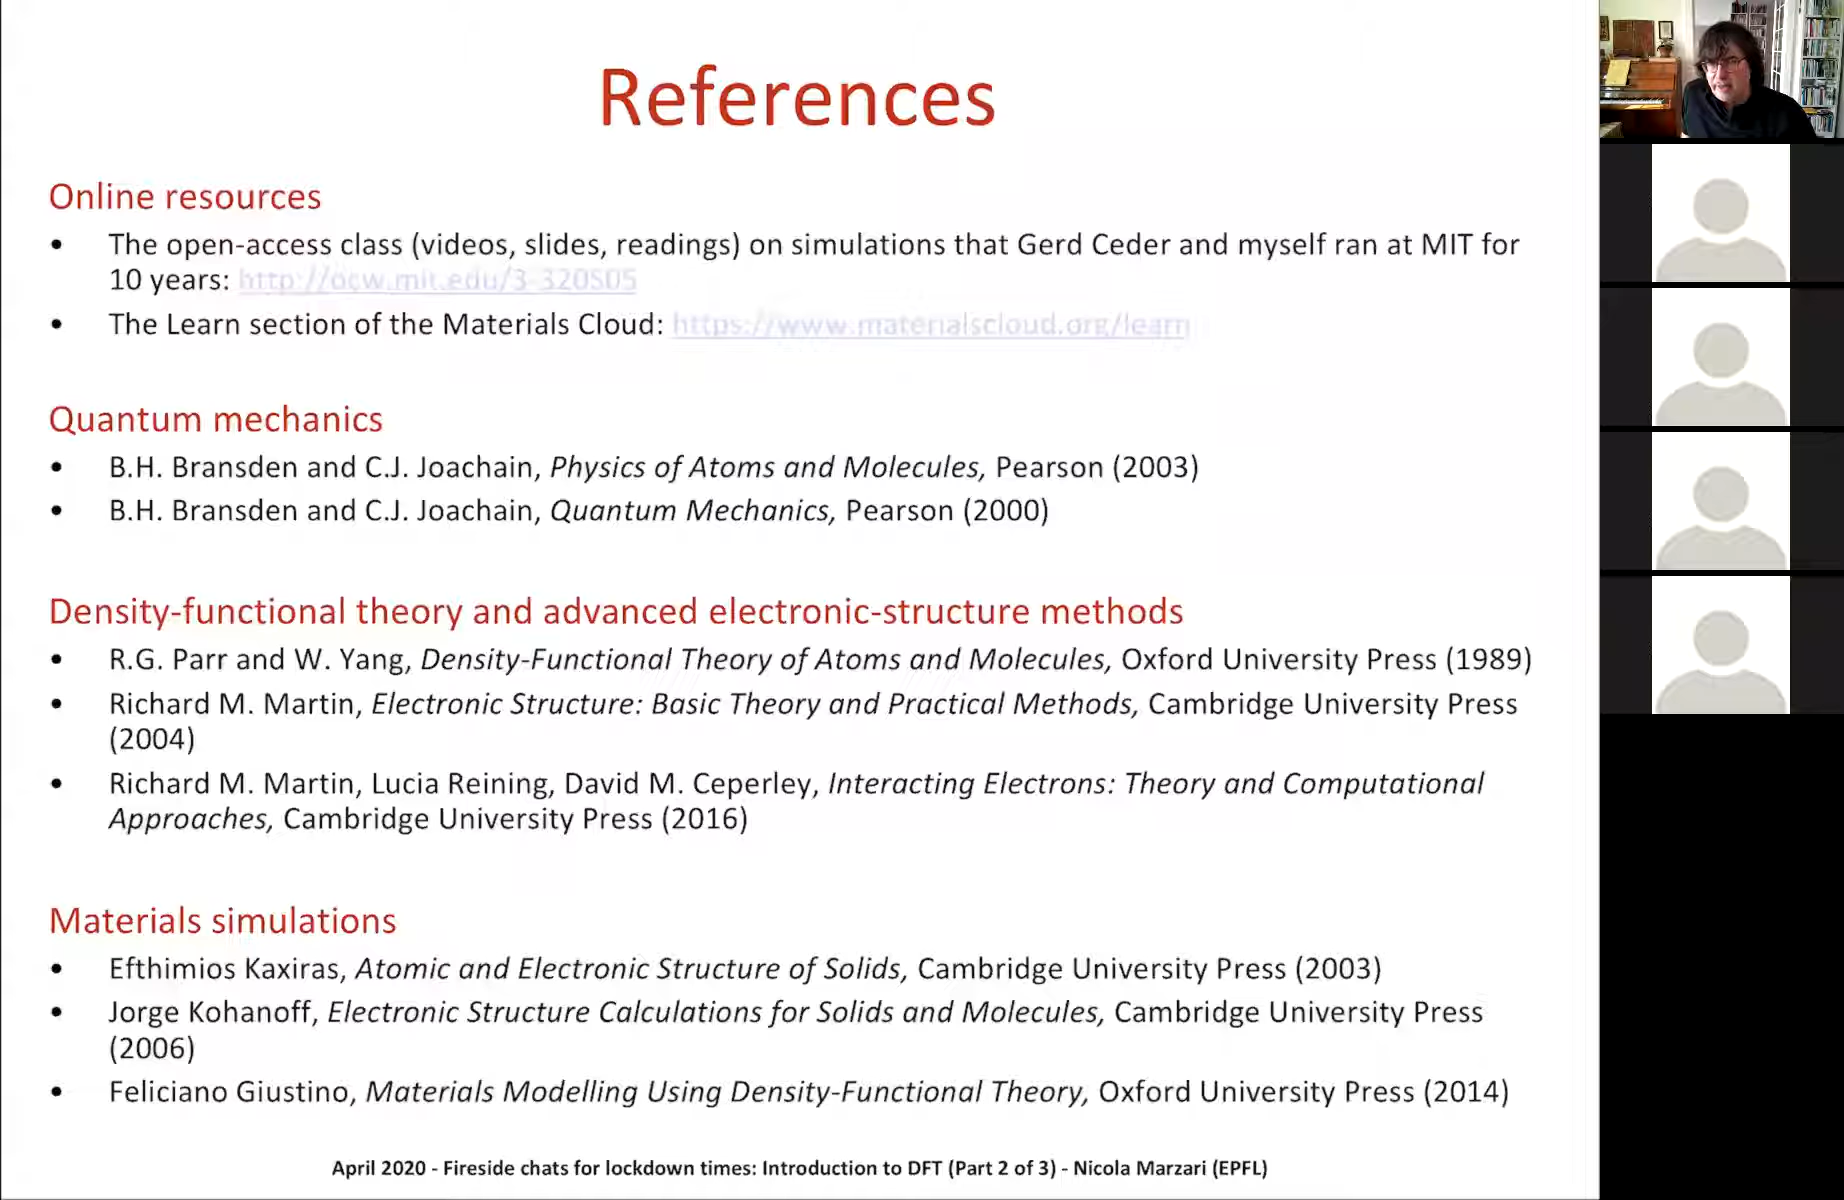 References
Online resources
• The open-access class (videos, slides, readings) on simulations that Gerd Ceder and myself ran at MIT for
10 years: http://ocw.mit.edu/3-320S05
• The Learn section of the Materials Cloud: https://www.materialscloud.org/learn
Quantum mechanics
• B.H. Bransden and C.J. Joachain, Physics of Atoms and Molecules, Pearson (2003)
• B.H. Bransden and C.J. Joachain, Quantum Mechanics, Pearson (2000)
Density-functional theory and advanced electronic-structure methods
• R.G. Parr and W. Yang, Density-Functional Theory of Atoms and Molecules, Oxford University Press (1989)
• Richard M. Martin, Electronic Structure: Basic Theory and Practical Methods, Cambridge University Press
(2004)
• Richard M. Martin, Lucia Reining, David M. Ceperley, Interacting Electrons: Theory and Computational
Approaches, Cambridge University Press (2016)
Materials simulations
• Efthimios Kaxiras, Atomic and Electronic Structure of Solids, Cambridge University Press (2003)
• Jorge Kohanoff, Electronic Structure Calculations for Solids and Molecules, Cambridge University Press
(2006)
• Feliciano Giustino, Materials Modelling Using Density-Functional Theory, Oxford University Press (2014)
April 2020 - Fireside chats for lockdown times: Introduction to DFT (Part 2 of 3) - Nicola Marzari (EPFL)